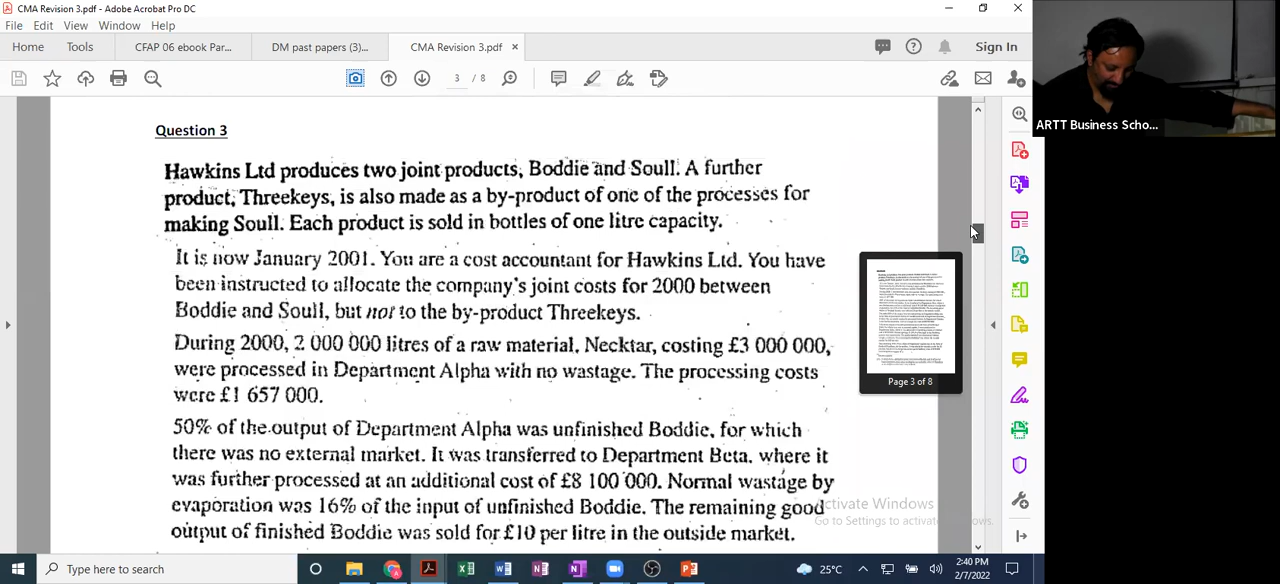 CMA Revision 3.pdf - Adobe Acrobat Pro DC
File Edit View Window Help
Home Tools CFAP 06 ebook Par... DM past papers (3)... CMA Revision 3.pdf × Sign In
3 / 8
ARTT Business Scho...
Question 3
Hawkins Ltd produces two joint products, Boddie and Soull. A further
product, Threekeys, is also made as a by-product of one of the processes for
making Soull. Each product is sold in bottles of one litre capacity.
It is now January 2001. You are a cost accountant for Hawkins Ltd. You have
been instructed to allocate the company's joint costs for 2000 between
Boddie and Soull, but not to the by-product Threekeys.
During 2000, 2 000 000 litres of a raw material, Necktar, costing £3 000 000,
were processed in Department Alpha with no wastage. The processing costs
were £1 657 000.
50% of the output of Department Alpha was unfinished Boddie, for which
there was no external market. It was transferred to Department Beta, where it
was further processed at an additional cost of £8 100 000. Normal wastage by
evaporation was 16% of the input of unfinished Boddie. The remaining good
output of finished Boddie was sold for £10 per litre in the outside market.
Page 3 of 8
Activate Windows
Go to Settings to activate Windows.
Type here to search
25°C
2:40 PM
2/7/2022